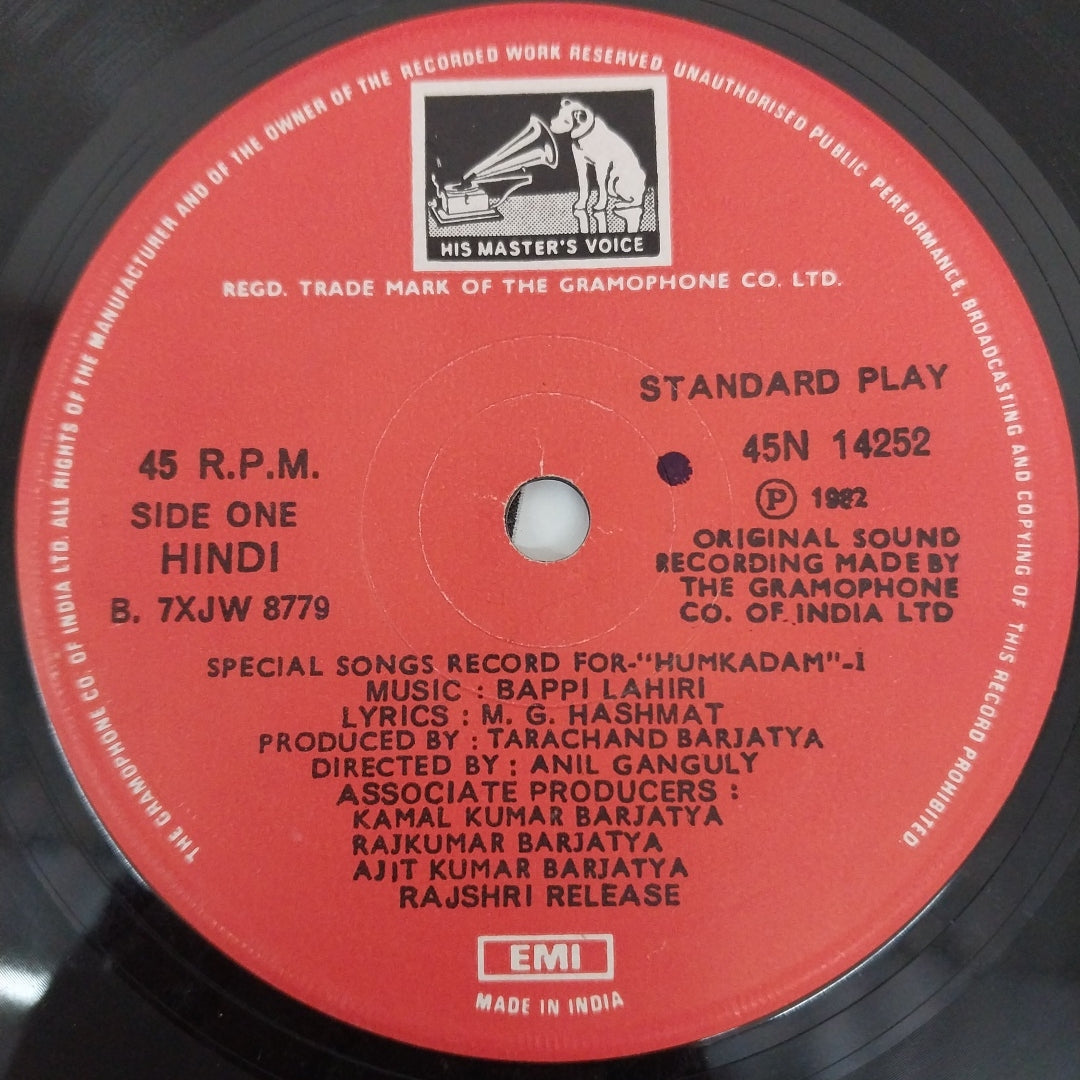 THE GRAMOPHONE CO. OF INDIA LTD. ALL RIGHTS OF THE MANUFACTURER AND OF THE OWNER OF THE RECORDED WORK RESERVED. UNAUTHORISED PUBLIC PERFORMANCE, BROADCASTING AND COPYING OF THIS RECORD PROHIBITED.
HIS MASTER'S VOICE
REGD. TRADE MARK OF THE GRAMOPHONE CO. LTD.
STANDARD PLAY
45 R.P.M.
SIDE ONE
HINDI
B. 7XJW 8779
45N 14252
Ⓟ 1982
ORIGINAL SOUND
RECORDING MADE BY
THE GRAMOPHONE
CO. OF INDIA LTD
SPECIAL SONGS RECORD FOR-"HUMKADAM"-I
MUSIC : BAPPI LAHIRI
LYRICS : M. G. HASHMAT
PRODUCED BY : TARACHAND BARJATYA
DIRECTED BY : ANIL GANGULY
ASSOCIATE PRODUCERS :
KAMAL KUMAR BARJATYA
RAJKUMAR BARJATYA
AJIT KUMAR BARJATYA
RAJSHRI RELEASE
EMI
MADE IN INDIA